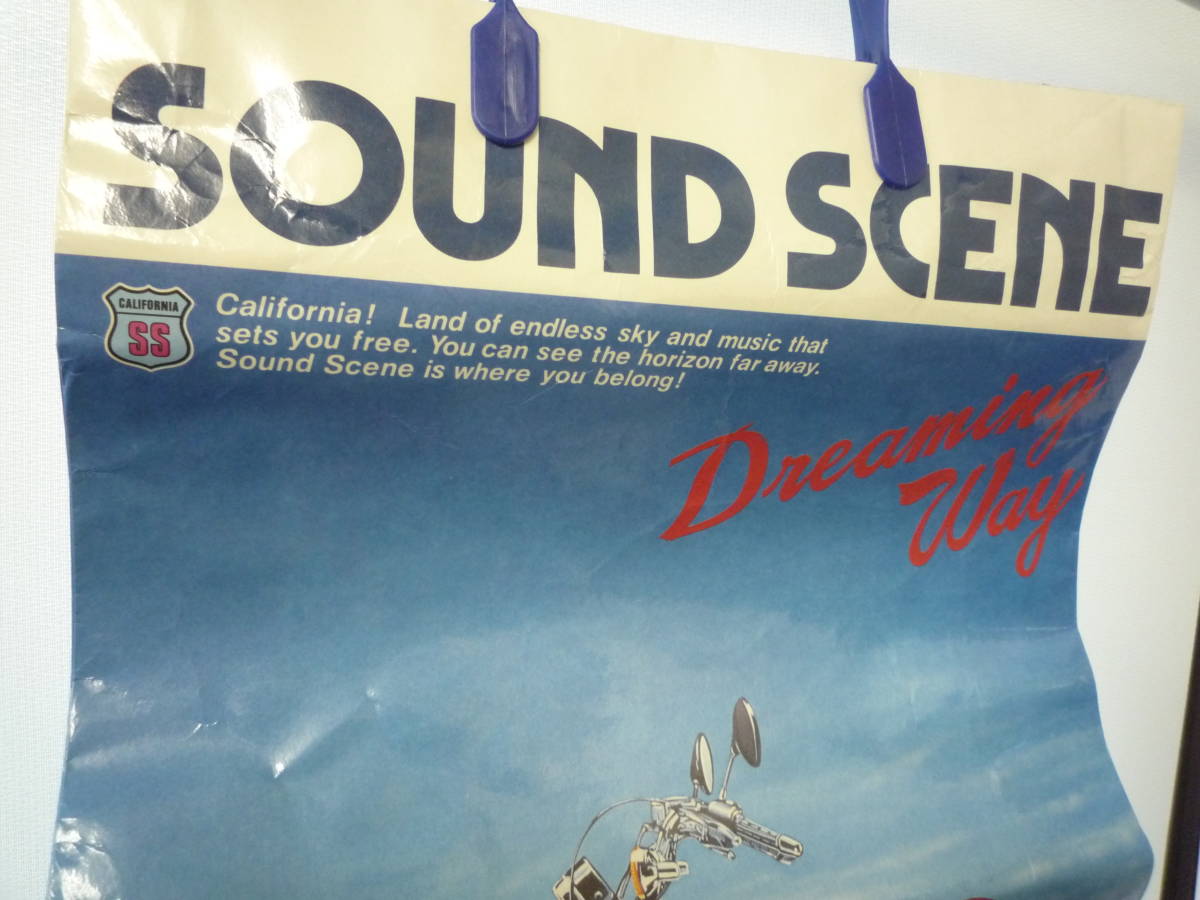 SOUND SCENE
CALIFORNIA
SS
California! Land of endless sky and music that
sets you free. You can see the horizon far away.
Sound Scene is where you belong!
Dreaming
Way